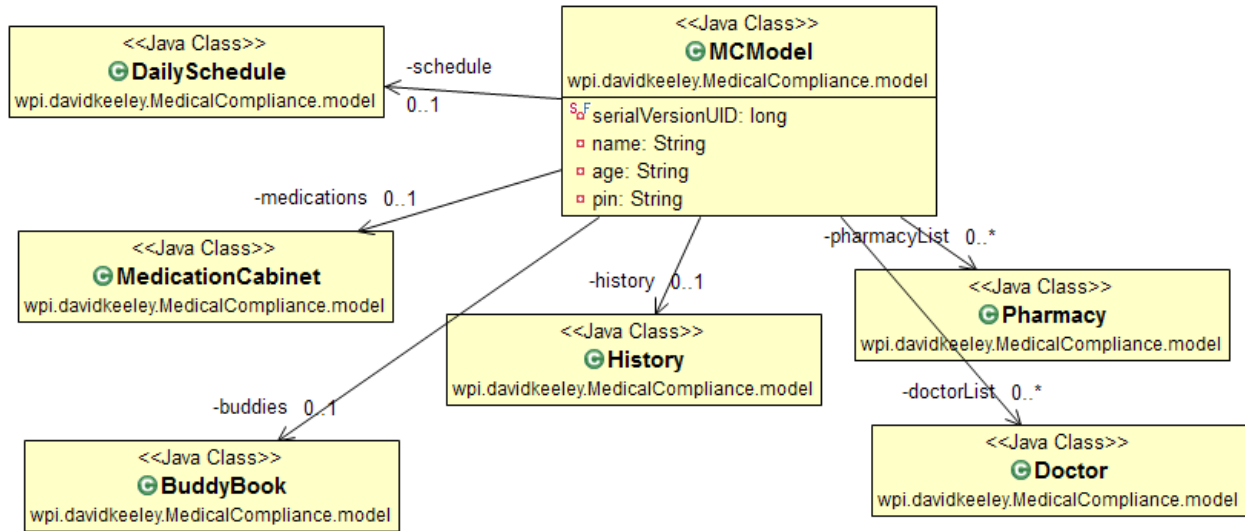 <<Java Class>>
DailySchedule
wpi.davidkeeley.MedicalCompliance.model
-schedule
0..1
<<Java Class>>
MCModel
wpi.davidkeeley.MedicalCompliance.model
SF serialVersionUID: long
name: String
age: String
pin: String
-medications 0..1
<<Java Class>>
MedicationCabinet
wpi.davidkeeley.MedicalCompliance.model
-history 0..1
<<Java Class>>
History
wpi.davidkeeley.MedicalCompliance.model
-pharmacyList 0..*
<<Java Class>>
Pharmacy
wpi.davidkeeley.MedicalCompliance.model
-buddies 0..1
<<Java Class>>
BuddyBook
wpi.davidkeeley.MedicalCompliance.model
-doctorList 0..*
<<Java Class>>
Doctor
wpi.davidkeeley.MedicalCompliance.model